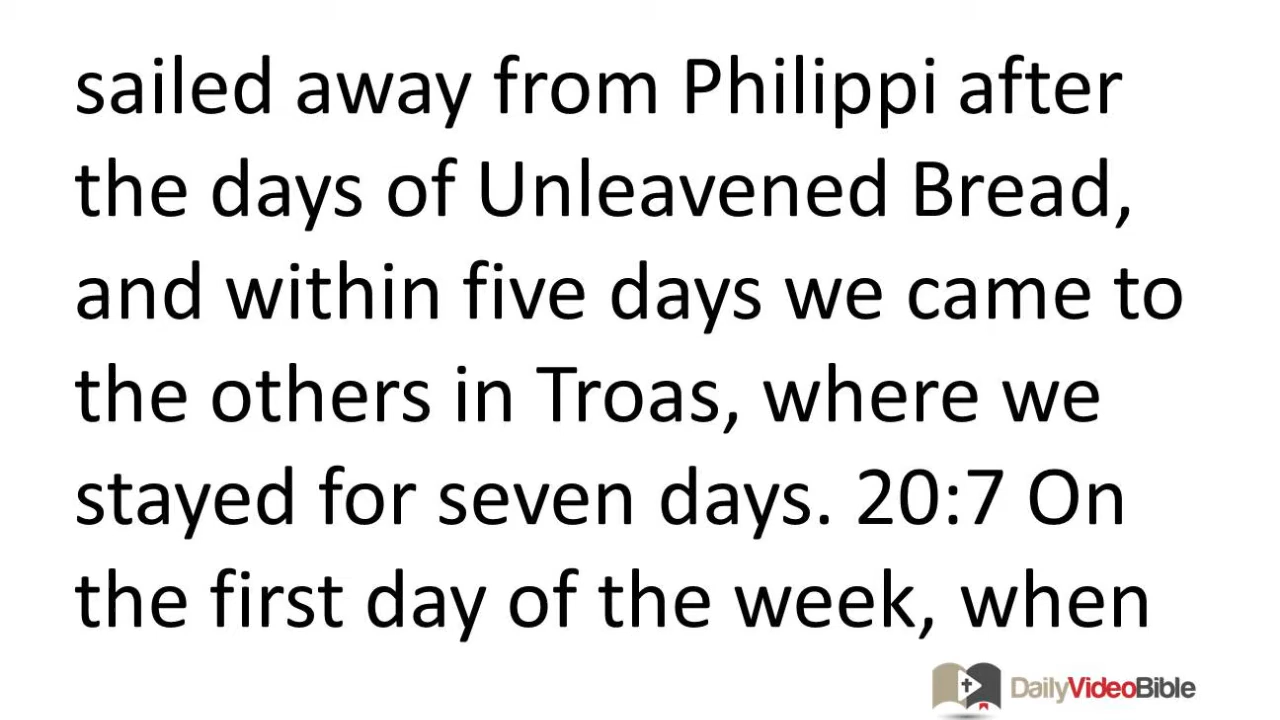 sailed away from Philippi after
the days of Unleavened Bread,
and within five days we came to
the others in Troas, where we
stayed for seven days. 20:7 On
the first day of the week, when
DailyVideoBible